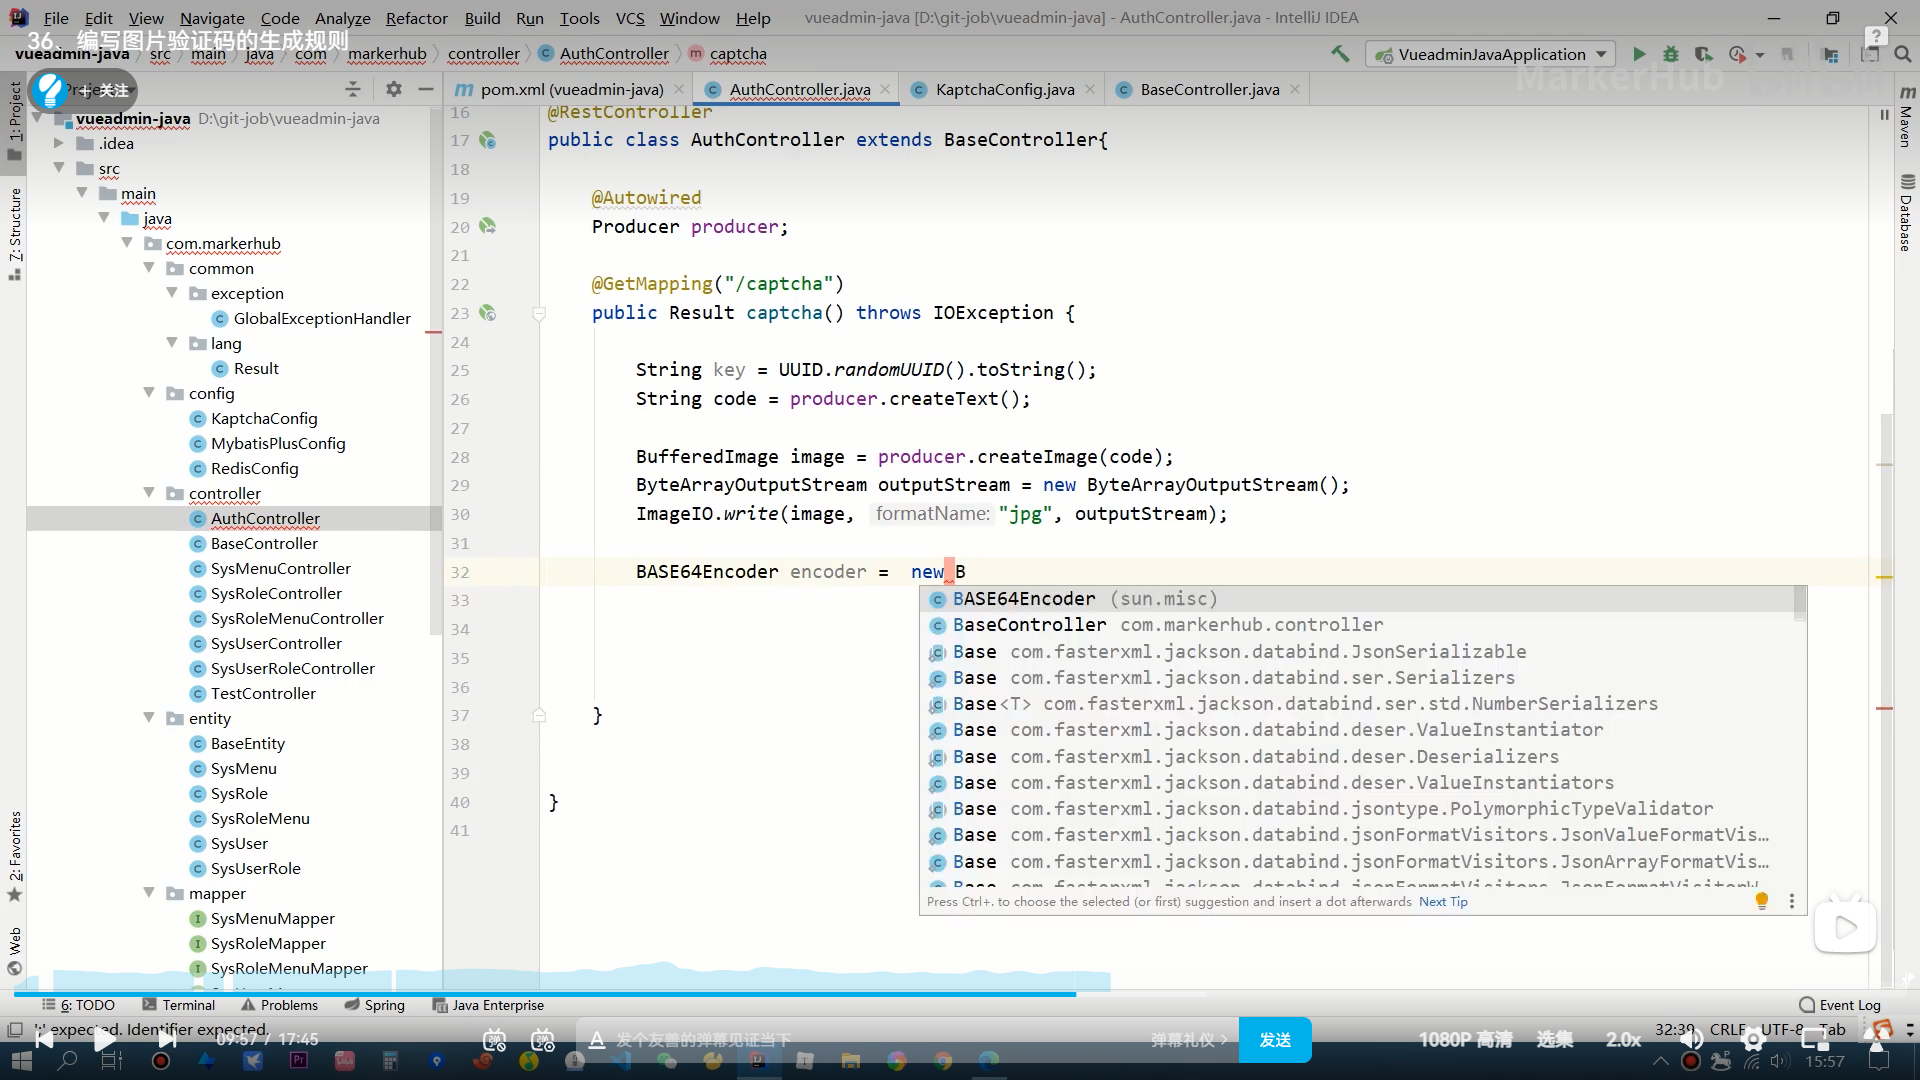 File Edit View Navigate Code Analyze Refactor Build Run Tools VCS Window Help vueadmin-java [D:\git-job\vueadmin-java] - AuthController.java - IntelliJ IDEA
36、编写图片验证码的生成规则
vueadmin-java src main java com markerhub controller AuthController captcha VueadminJavaApplication
MarkerHub
+ 关注
pom.xml (vueadmin-java) AuthController.java KaptchaConfig.java BaseController.java
1: Project
7: Structure
2: Favorites
Web
Maven
Database
vueadmin-java D:\git-job\vueadmin-java
.idea
src
main
java
com.markerhub
common
exception
GlobalExceptionHandler
lang
Result
config
KaptchaConfig
MybatisPlusConfig
RedisConfig
controller
AuthController
BaseController
SysMenuController
SysRoleController
SysRoleMenuController
SysUserController
SysUserRoleController
TestController
entity
BaseEntity
SysMenu
SysRole
SysRoleMenu
SysUser
SysUserRole
mapper
SysMenuMapper
SysRoleMapper
SysRoleMenuMapper
16 @RestController
17 public class AuthController extends BaseController{
18
19 @Autowired
20 Producer producer;
21
22 @GetMapping("/captcha")
23 public Result captcha() throws IOException {
24
25 String key = UUID.randomUUID().toString();
26 String code = producer.createText();
27
28 BufferedImage image = producer.createImage(code);
29 ByteArrayOutputStream outputStream = new ByteArrayOutputStream();
30 ImageIO.write(image, formatName: "jpg", outputStream);
31
32 BASE64Encoder encoder = new B
33
34
35
36
37 }
38
39
40 }
41
BASE64Encoder (sun.misc)
BaseController com.markerhub.controller
Base com.fasterxml.jackson.databind.JsonSerializable
Base com.fasterxml.jackson.databind.ser.Serializers
Base<T> com.fasterxml.jackson.databind.ser.std.NumberSerializers
Base com.fasterxml.jackson.databind.deser.ValueInstantiator
Base com.fasterxml.jackson.databind.deser.Deserializers
Base com.fasterxml.jackson.databind.deser.ValueInstantiators
Base com.fasterxml.jackson.databind.jsontype.PolymorphicTypeValidator
Base com.fasterxml.jackson.databind.jsonFormatVisitors.JsonValueFormatVis…
Base com.fasterxml.jackson.databind.jsonFormatVisitors.JsonArrayFormatVis…
Press Ctrl+. to choose the selected (or first) suggestion and insert a dot afterwards Next Tip
6: TODO Terminal Problems Spring Java Enterprise Event Log
expected. Identifier expected. 32:39 CRLF UTF-8 Tab
09:57 / 17:45 发个友善的弹幕见证当下 弹幕礼仪 发送 1080P 高清 选集 2.0x
15:57